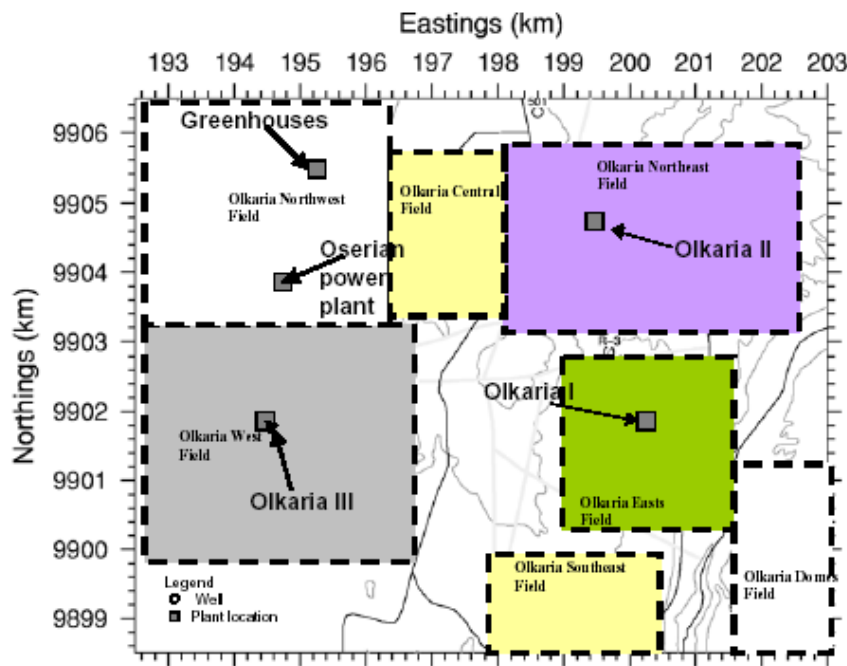 Eastings (km)
193 194 195 196 197 198 199 200 201 202 203
Northings (km)
9906
9905
9904
9903
9902
9901
9900
9899
Greenhouses
Olkaria Northwest
Field
Oserian
power
plant
Olkaria Central
Field
Olkaria Northeast
Field
Olkaria II
Olkaria I
Olkaria West
Field
Olkaria III
Olkaria Easts
Field
Olkaria Southeast
Field
Olkaria Domes
Field
Legend
Well
Plant location